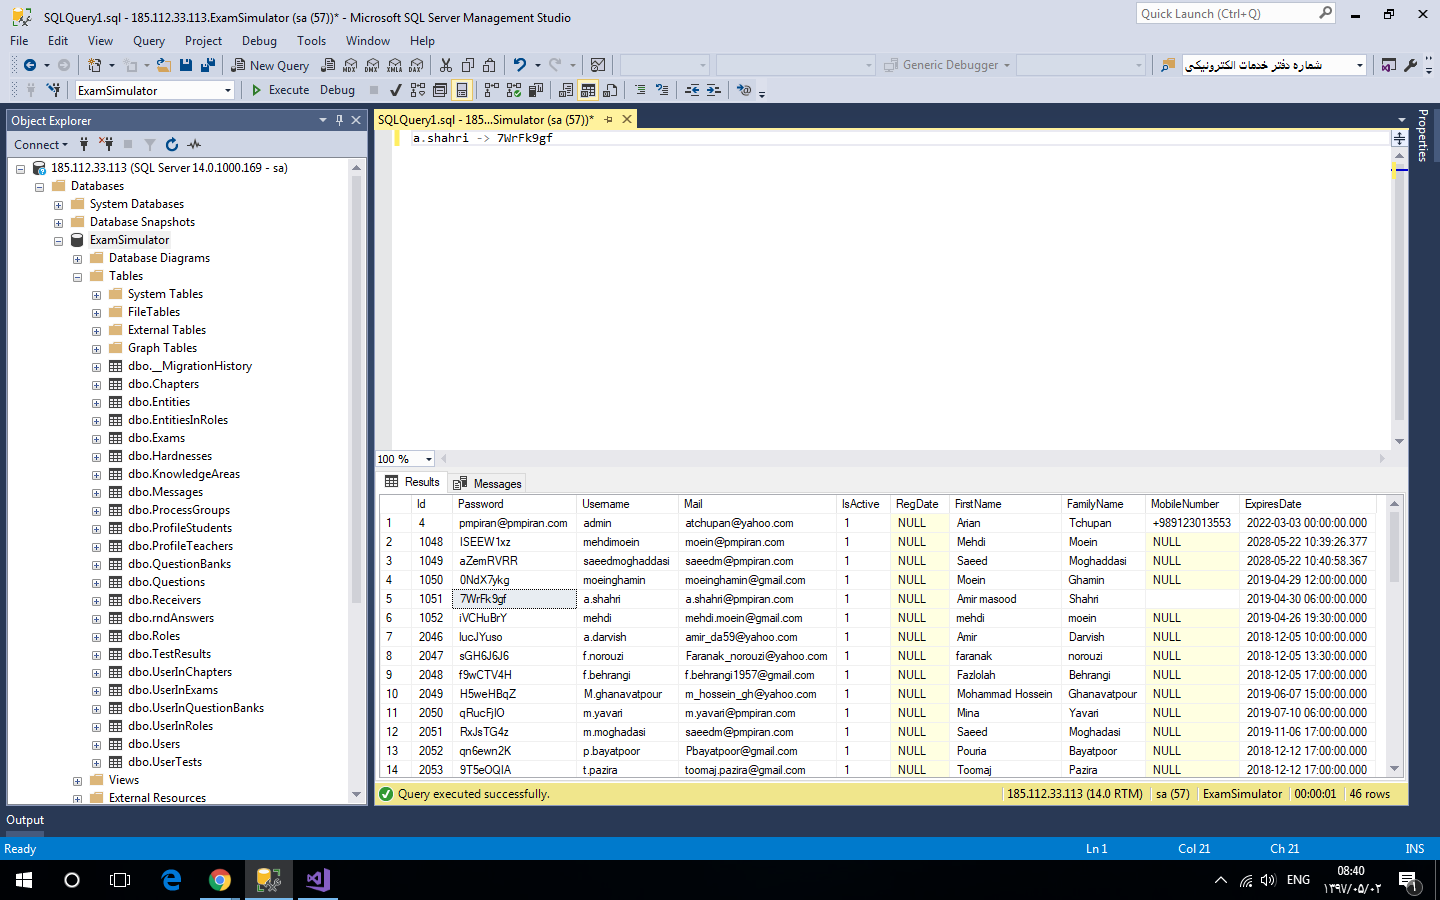 SQLQuery1.sql - 185.112.33.113.ExamSimulator (sa (57))* - Microsoft SQL Server Management Studio
Quick Launch (Ctrl+Q)
File Edit View Query Project Debug Tools Window Help
New Query MDX DMX XMLA DAX Generic Debugger شماره دفتر خدمات الکترونیکی
ExamSimulator Execute Debug
Object Explorer
Connect
185.112.33.113 (SQL Server 14.0.1000.169 - sa)
Databases
System Databases
Database Snapshots
ExamSimulator
Database Diagrams
Tables
System Tables
FileTables
External Tables
Graph Tables
dbo.__MigrationHistory
dbo.Chapters
dbo.Entities
dbo.EntitiesInRoles
dbo.Exams
dbo.Hardnesses
dbo.KnowledgeAreas
dbo.Messages
dbo.ProcessGroups
dbo.ProfileStudents
dbo.ProfileTeachers
dbo.QuestionBanks
dbo.Questions
dbo.Receivers
dbo.rndAnswers
dbo.Roles
dbo.TestResults
dbo.UserInChapters
dbo.UserInExams
dbo.UserInQuestionBanks
dbo.UserInRoles
dbo.Users
dbo.UserTests
Views
External Resources
SQLQuery1.sql - 185...Simulator (sa (57))*
a.shahri -> 7WrFk9gf
Properties
100 %
Results Messages
Id Password Username Mail IsActive RegDate FirstName FamilyName MobileNumber ExpiresDate
1 4 pmpiran@pmpiran.com admin atchupan@yahoo.com 1 NULL Arian Tchupan +989123013553 2022-03-03 00:00:00.000
2 1048 ISEEW1xz mehdimoein moein@pmpiran.com 1 NULL Mehdi Moein NULL 2028-05-22 10:39:26.377
3 1049 aZemRVRR saeedmoghaddasi saeedm@pmpiran.com 1 NULL Saeed Moghaddasi NULL 2028-05-22 10:40:58.367
4 1050 0NdX7ykg moeinghamin moeinghamin@gmail.com 1 NULL Moein Ghamin NULL 2019-04-29 12:00:00.000
5 1051 7WrFk9gf a.shahri a.shahri@pmpiran.com 1 NULL Amir masood Shahri 2019-04-30 06:00:00.000
6 1052 iVCHuBrY mehdi mehdi.moein@gmail.com 1 NULL mehdi moein NULL 2019-04-26 19:30:00.000
7 2046 lucJYuso a.darvish amir_da59@yahoo.com 1 NULL Amir Darvish NULL 2018-12-05 10:00:00.000
8 2047 sGH6J6J6 f.norouzi Faranak_norouzi@yahoo.com 1 NULL faranak norouzi NULL 2018-12-05 13:30:00.000
9 2048 f9wCTV4H f.behrangi f.behrangi1957@gmail.com 1 NULL Fazlolah Behrangi NULL 2018-12-05 17:00:00.000
10 2049 H5weHBqZ M.ghanavatpour m_hossein_gh@yahoo.com 1 NULL Mohammad Hossein Ghanavatpour NULL 2019-06-07 15:00:00.000
11 2050 qRucFjIO m.yavari m.yavari@pmpiran.com 1 NULL Mina Yavari NULL 2019-07-10 06:00:00.000
12 2051 RxJsTG4z m.moghadasi saeedm@pmpiran.com 1 NULL Saeed Moghadasi NULL 2019-11-06 17:00:00.000
13 2052 qn6ewn2K p.bayatpoor Pbayatpoor@gmail.com 1 NULL Pouria Bayatpoor NULL 2018-12-12 17:00:00.000
14 2053 9T5eOQIA t.pazira toomaj.pazira@gmail.com 1 NULL Toomaj Pazira NULL 2018-12-12 17:00:00.000
Query executed successfully. 185.112.33.113 (14.0 RTM) sa (57) ExamSimulator 00:00:01 46 rows
Output
Ready Ln 1 Col 21 Ch 21 INS
ENG 08:40
۱۳۹۷/۰۵/۰۲
1